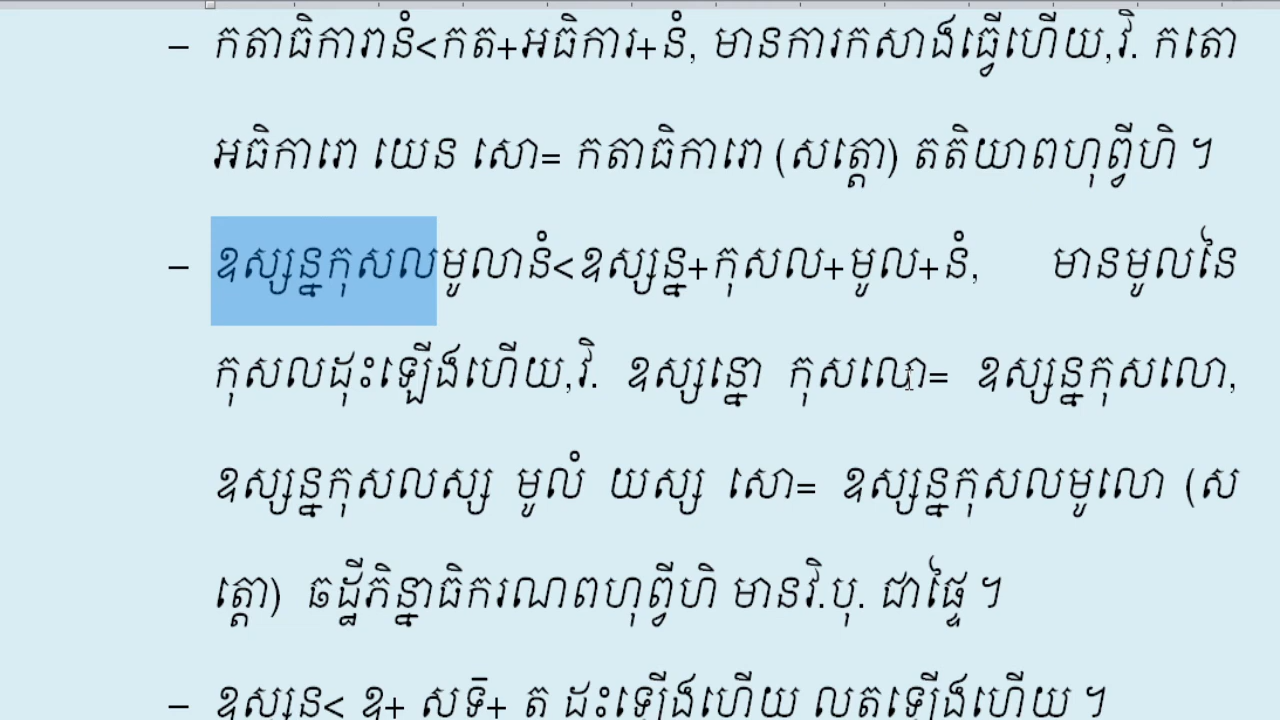 – កតាធិការានំ<កត+អធិការ+នំ, មានការកសាងធ្វើហើយ,វិ. កតោ
អធិការោ យេន សោ= កតាធិការោ (សត្តោ) តតិយាពហុព្វីហិ ។
– ឧស្សន្នកុសលមូលានំ<ឧស្សន្ន+កុសល+មូល+នំ, មានមូលនៃ
កុសលដុះឡើងហើយ,វិ. ឧស្សន្នោ កុសលោ= ឧស្សន្នកុសលោ,
ឧស្សន្នកុសលស្ស មូលំ យស្ស សោ= ឧស្សន្នកុសលមូលោ (ស
ត្តោ) ឆដ្ឋីភិន្នាធិករណពហុព្វីហិ មានវិ.បុ. ជាផ្ទៃ ។
– ឧស្សន្ន< ឧ+ សទ៑+ ត ដុះឡើងហើយ លូតឡើងហើយ ។